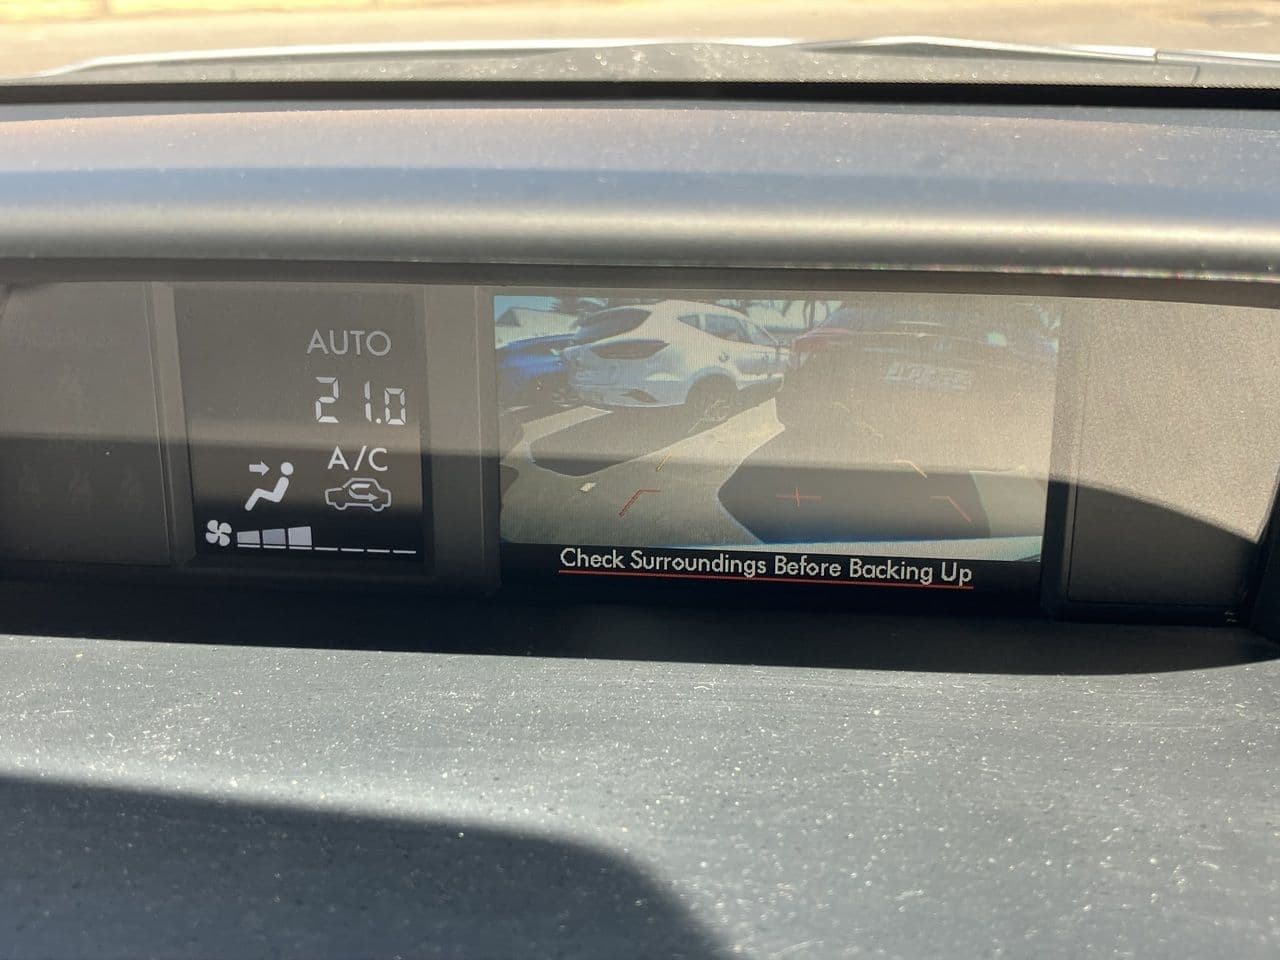 AUTO
21.0
A/C
Check Surroundings Before Backing Up